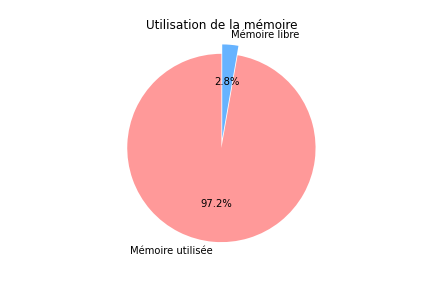 Utilisation de la mémoire
Mémoire libre
2.8%
97.2%
Mémoire utilisée